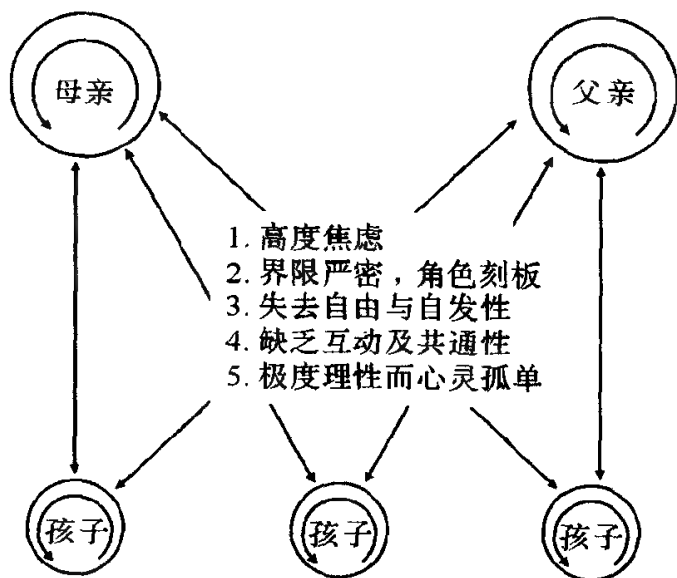 母亲
父亲
1. 高度焦虑
2. 界限严密，角色刻板
3. 失去自由与自发性
4. 缺乏互动及共通性
5. 极度理性而心灵孤单
孩子
孩子
孩子